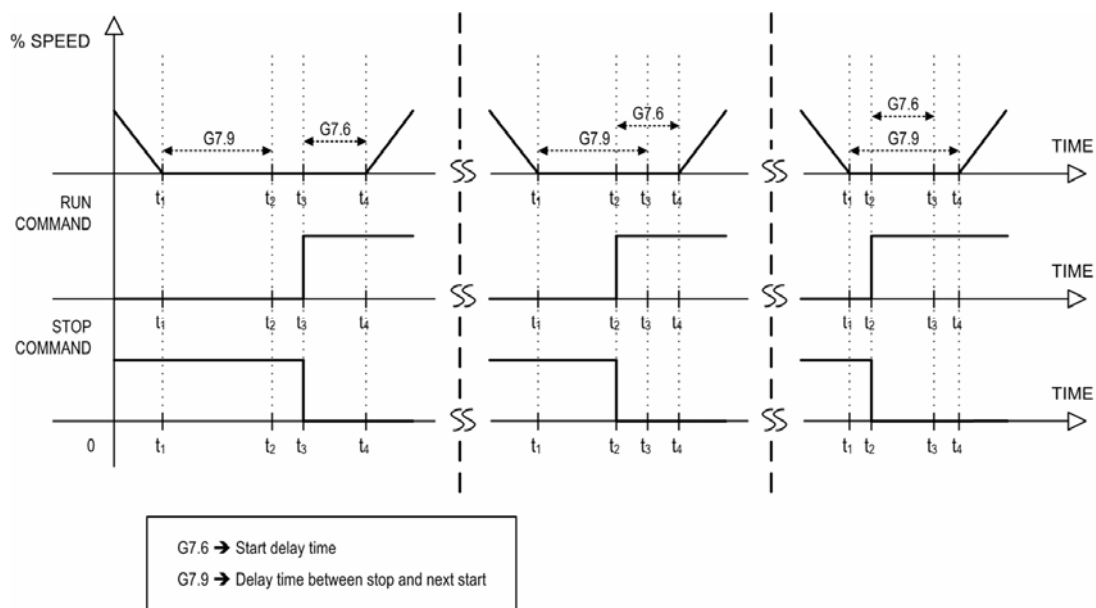 % SPEED
G7.9
G7.6
G7.9
G7.6
G7.6
G7.9
TIME
t1 t2 t3 t4 t1 t2 t3 t4 t1 t2 t3 t4
RUN
COMMAND
TIME
t1 t2 t3 t4 t1 t2 t3 t4 t1 t2 t3 t4
STOP
COMMAND
TIME
0 t1 t2 t3 t4 t1 t2 t3 t4 t1 t2 t3 t4
G7.6 ➔ Start delay time
G7.9 ➔ Delay time between stop and next start